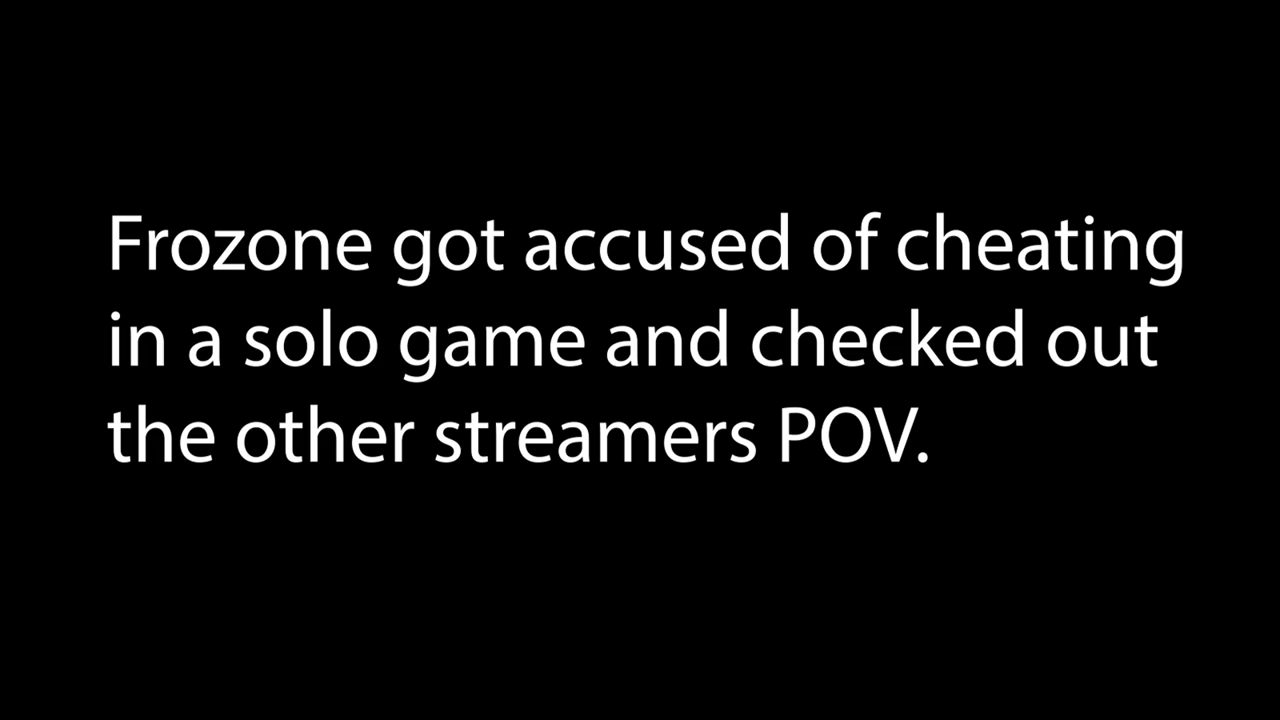 Frozone got accused of cheating
in a solo game and checked out
the other streamers POV.